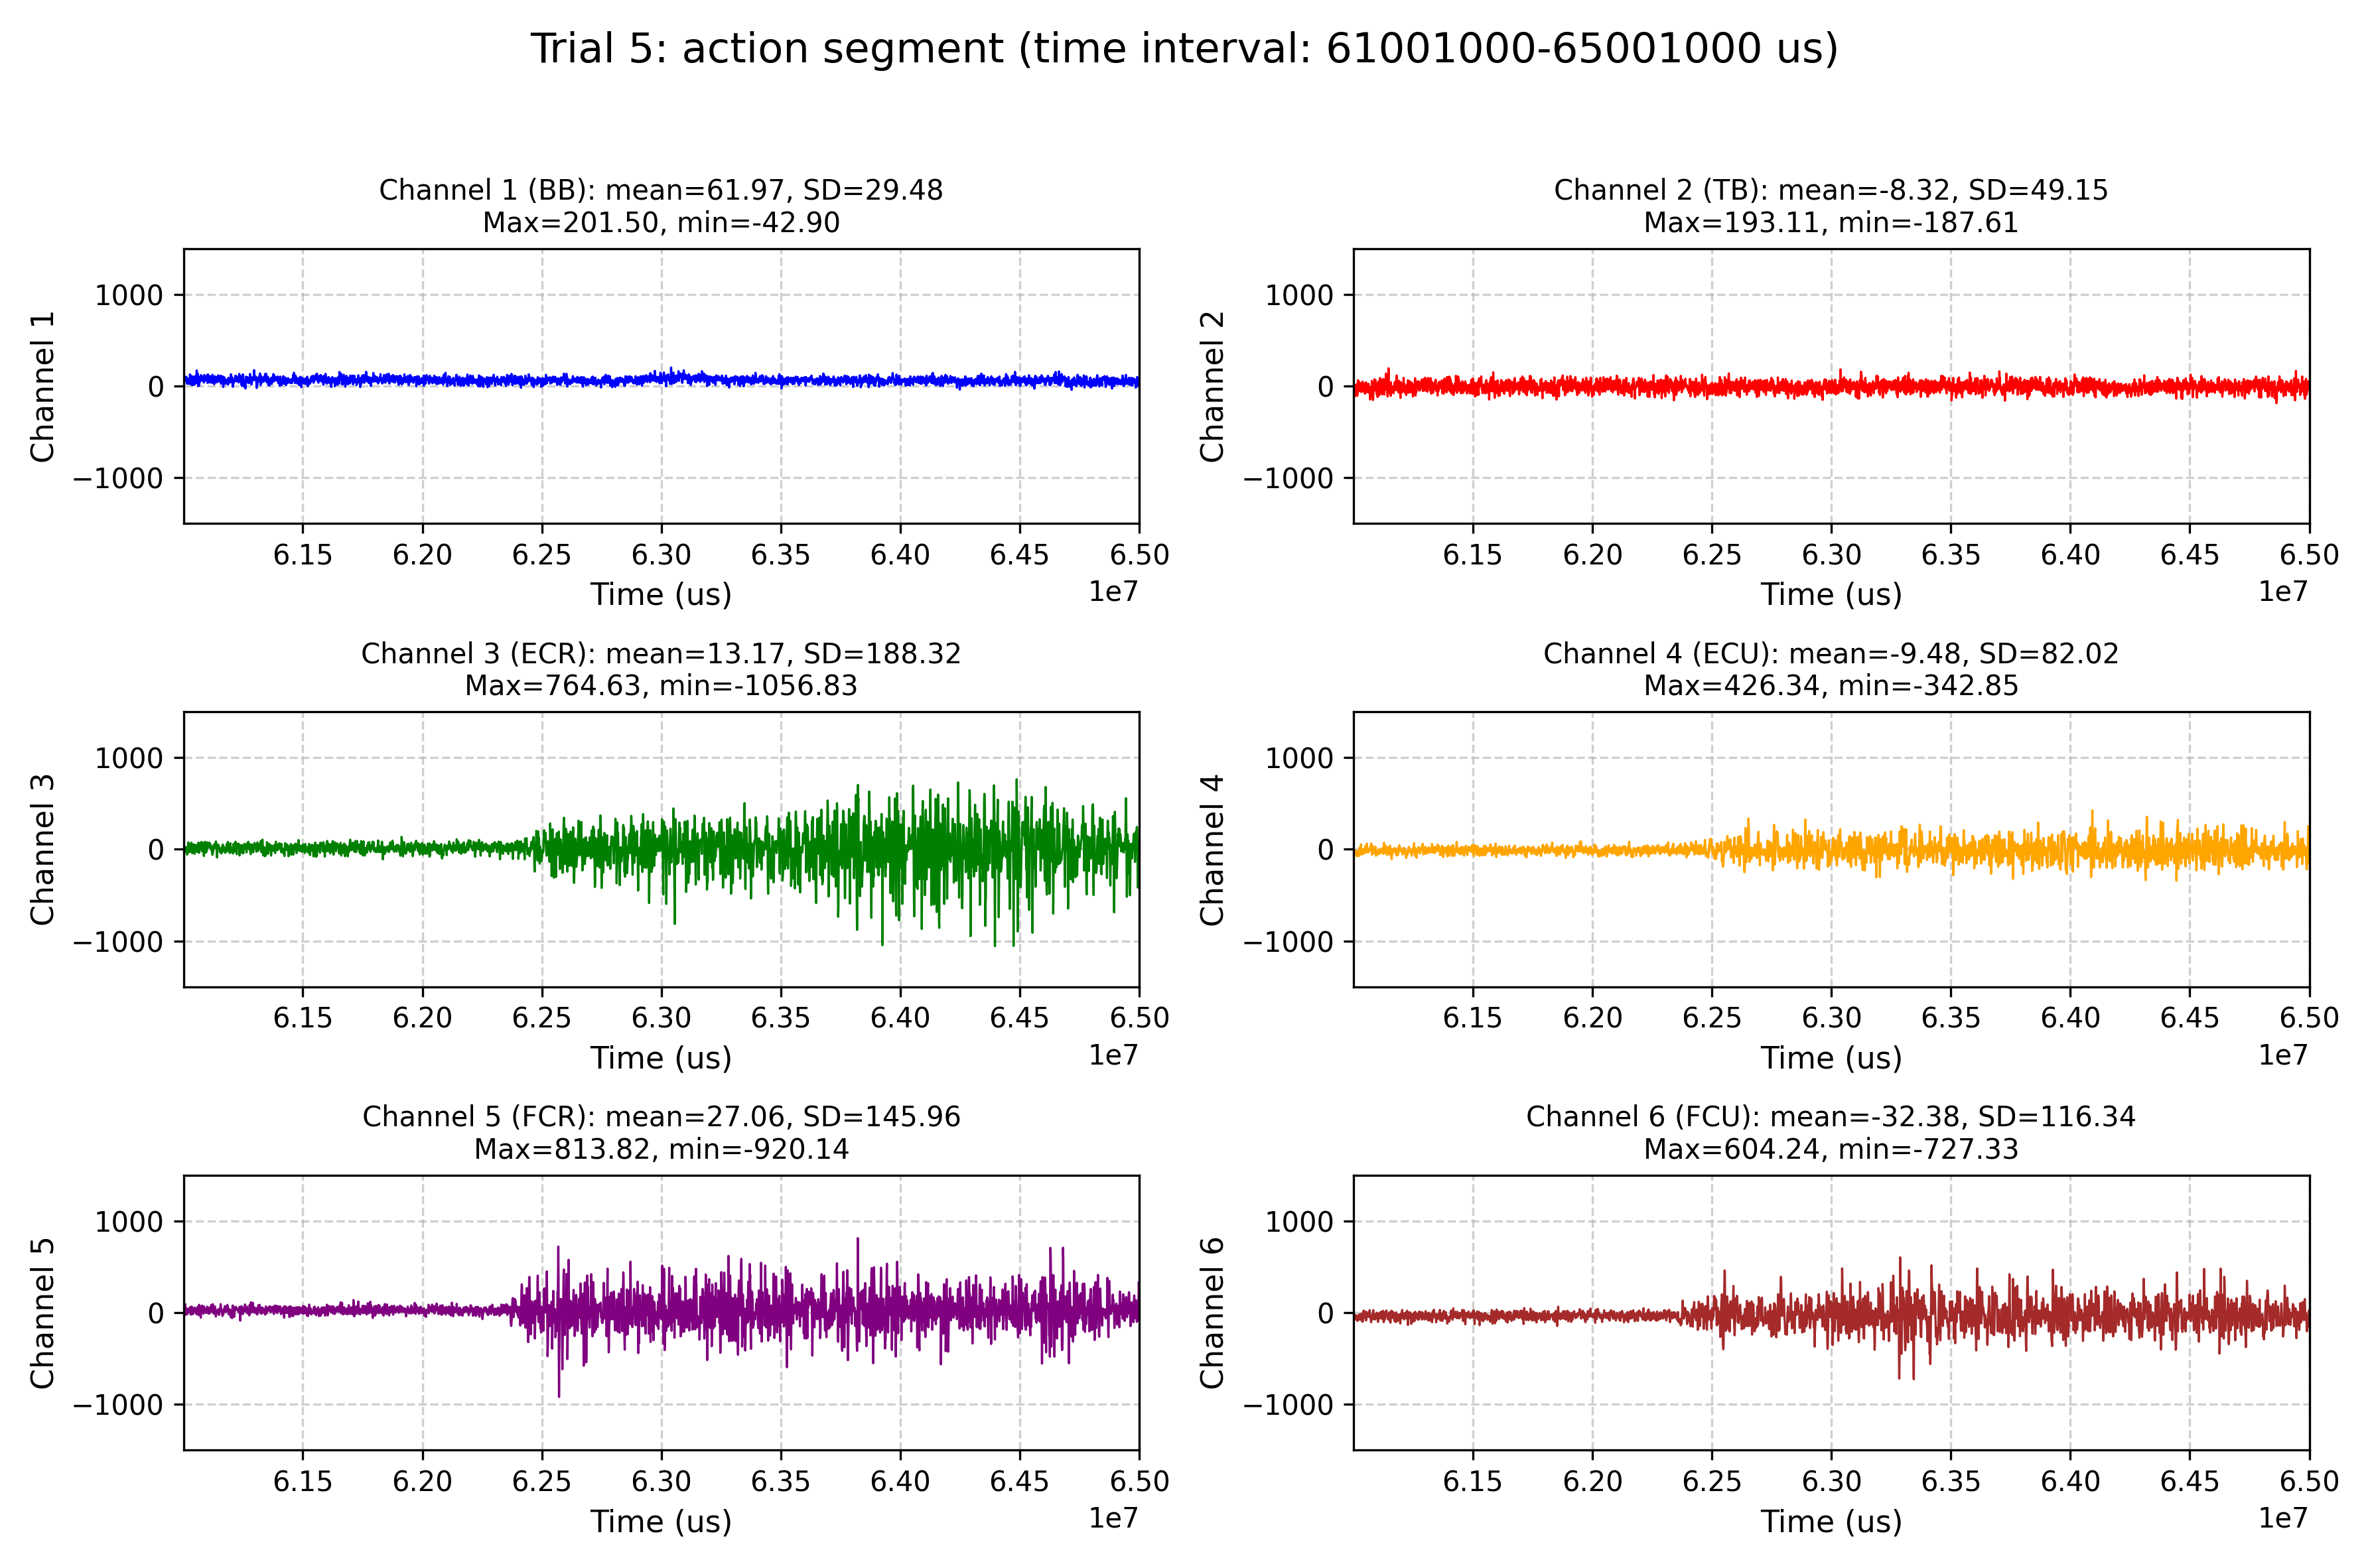 Trial 5: action segment (time interval: 61001000-65001000 us)
Channel 1 (BB): mean=61.97, SD=29.48
Max=201.50, min=-42.90
Channel 1
1000
0
−1000
6.15 6.20 6.25 6.30 6.35 6.40 6.45 6.50
Time (us)
1e7
Channel 2 (TB): mean=-8.32, SD=49.15
Max=193.11, min=-187.61
Channel 2
1000
0
−1000
6.15 6.20 6.25 6.30 6.35 6.40 6.45 6.50
Time (us)
1e7
Channel 3 (ECR): mean=13.17, SD=188.32
Max=764.63, min=-1056.83
Channel 3
1000
0
−1000
6.15 6.20 6.25 6.30 6.35 6.40 6.45 6.50
Time (us)
1e7
Channel 4 (ECU): mean=-9.48, SD=82.02
Max=426.34, min=-342.85
Channel 4
1000
0
−1000
6.15 6.20 6.25 6.30 6.35 6.40 6.45 6.50
Time (us)
1e7
Channel 5 (FCR): mean=27.06, SD=145.96
Max=813.82, min=-920.14
Channel 5
1000
0
−1000
6.15 6.20 6.25 6.30 6.35 6.40 6.45 6.50
Time (us)
1e7
Channel 6 (FCU): mean=-32.38, SD=116.34
Max=604.24, min=-727.33
Channel 6
1000
0
−1000
6.15 6.20 6.25 6.30 6.35 6.40 6.45 6.50
Time (us)
1e7